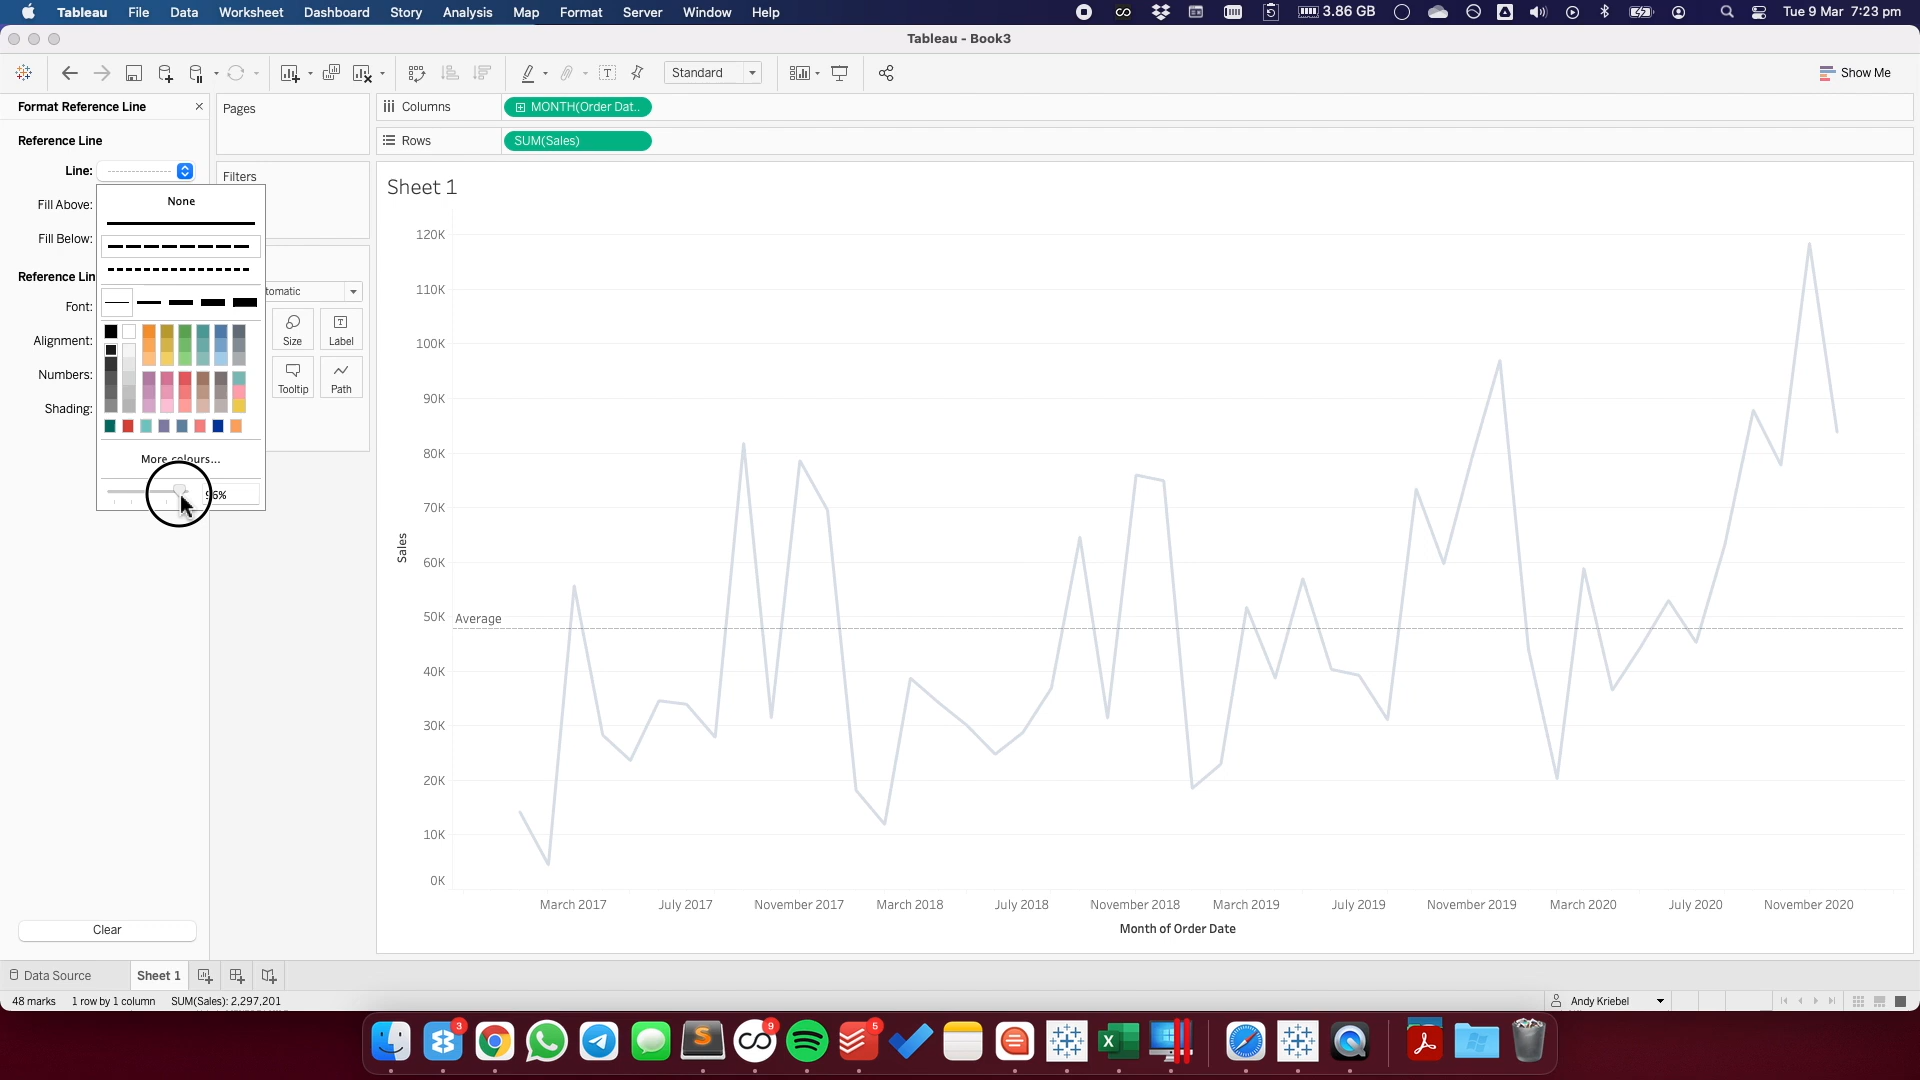 Tableau File Data Worksheet Dashboard Story Analysis Map Format Server Window Help 3.86 GB Tue 9 Mar 7:23 pm
Tableau - Book3
Standard Show Me
Format Reference Line
Pages
Columns MONTH(Order Dat..
Rows SUM(Sales)
Reference Line
Line:
Filters
Fill Above:
Fill Below:
None
Reference Lin
Font:
tomatic
Alignment:
Size Label
Numbers:
Tooltip Path
Shading:
More colours...
96%
Clear
Sheet 1
120K
110K
100K
90K
80K
70K
60K
50K
40K
30K
20K
10K
0K
Sales
Average
March 2017 July 2017 November 2017 March 2018 July 2018 November 2018 March 2019 July 2019 November 2019 March 2020 July 2020 November 2020
Month of Order Date
Data Source Sheet 1
48 marks 1 row by 1 column SUM(Sales): 2,297,201 Andy Kriebel
3 9 5